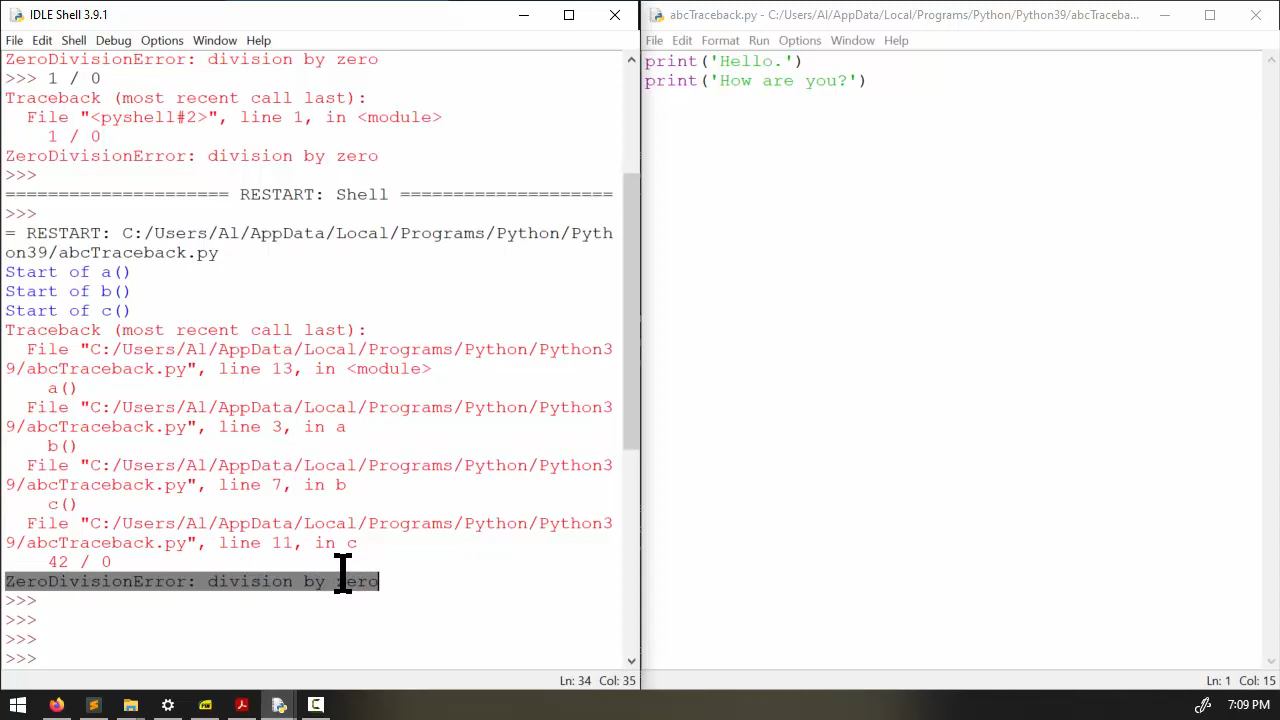 IDLE Shell 3.9.1
File Edit Shell Debug Options Window Help
ZeroDivisionError: division by zero
>>> 1 / 0
Traceback (most recent call last):
  File "<pyshell#2>", line 1, in <module>
    1 / 0
ZeroDivisionError: division by zero
>>>
===================== RESTART: Shell ====================
>>>
= RESTART: C:/Users/Al/AppData/Local/Programs/Python/Pyth
on39/abcTraceback.py
Start of a()
Start of b()
Start of c()
Traceback (most recent call last):
  File "C:/Users/Al/AppData/Local/Programs/Python/Python3
9/abcTraceback.py", line 13, in <module>
    a()
  File "C:/Users/Al/AppData/Local/Programs/Python/Python3
9/abcTraceback.py", line 3, in a
    b()
  File "C:/Users/Al/AppData/Local/Programs/Python/Python3
9/abcTraceback.py", line 7, in b
    c()
  File "C:/Users/Al/AppData/Local/Programs/Python/Python3
9/abcTraceback.py", line 11, in c
    42 / 0
ZeroDivisionError: division by zero
>>>
>>>
>>>
>>>
Ln: 34 Col: 35
abcTraceback.py - C:/Users/Al/AppData/Local/Programs/Python/Python39/abcTraceba...
File Edit Format Run Options Window Help
print('Hello.')
print('How are you?')
Ln: 1 Col: 15
7:09 PM